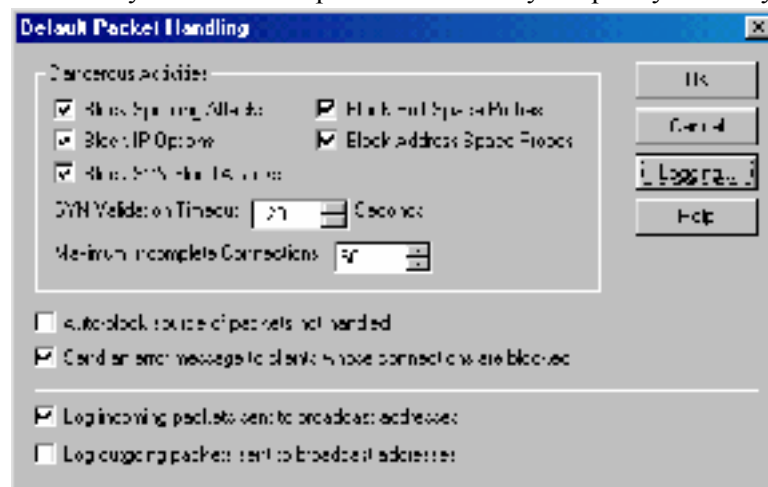 Default Packet Handling
Dangerous Activities
Block Spoofing Attacks
Block Port Space Probes
Block IP Options
Block Address Space Probes
Block SYN Flood Attacks
SYN Validation Timeout Seconds
Maximum Incomplete Connections
OK
Cancel
Logging...
Help
Auto-block source of packets not handled
Send an error message to clients whose connections are blocked
Log incoming packets sent to broadcast addresses
Log outgoing packets sent to broadcast addresses